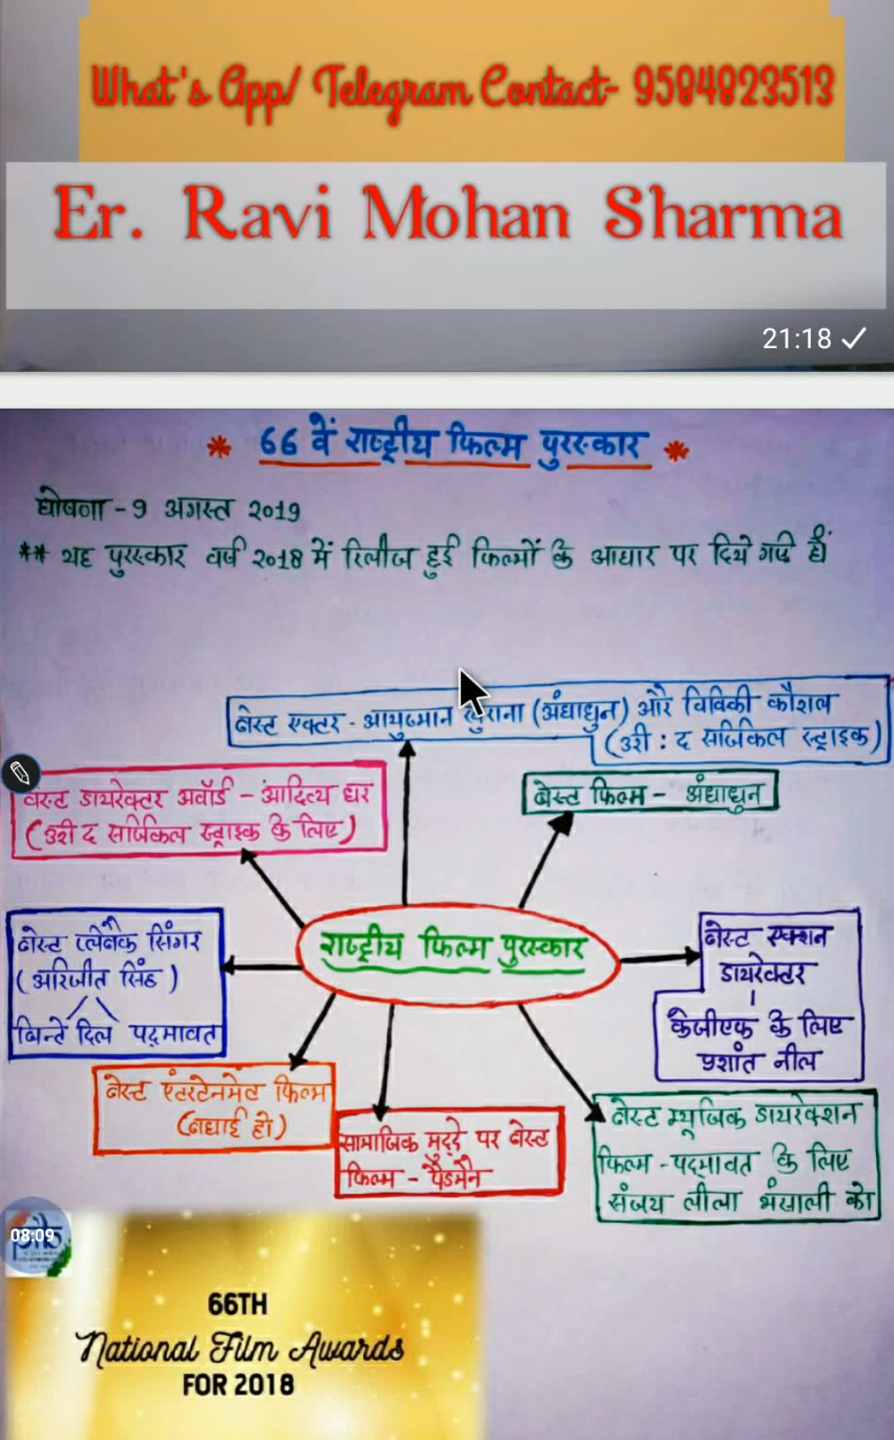 What's App/ Telegram Contact- 9584823513
Er. Ravi Mohan Sharma
21:18
* 66 वें राष्ट्रीय फिल्म पुरस्कार *
घोषणा - 9 अगस्त 2019
** यह पुरस्कार वर्ष 2018 में रिलीज हुई फिल्मों के आधार पर दिये गए हैं
बेस्ट एक्टर - आयुष्मान खुराना (अंधाधुन) और विक्की कौशल
(उरी : द सर्जिकल स्ट्राइक)
बेस्ट डायरेक्टर अवॉर्ड - आदित्य धर
(उरी द सर्जिकल स्ट्राइक के लिए)
बेस्ट फिल्म - अंधाधुन
राष्ट्रीय फिल्म पुरस्कार
बेस्ट प्लेबैक सिंगर
(अरिजीत सिंह)
बिन्ते दिल पद्मावत
बेस्ट एक्शन
डायरेक्टर
केजीएफ के लिए
प्रशांत नील
बेस्ट एंटरटेनमेंट फिल्म
(बधाई हो)
सामाजिक मुद्दे पर बेस्ट
फिल्म - पैडमैन
बेस्ट म्यूजिक डायरेक्शन
फिल्म - पद्मावत के लिए
संजय लीला भंसाली को
08:09
pib
66TH
National Film Awards
FOR 2018